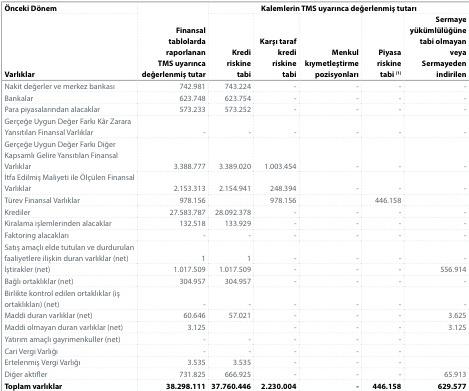 Önceki Dönem Kalemlerin TMS uyarınca değerlenmiş tutarı
Varlıklar Finansal tablolarda raporlanan TMS uyarınca değerlenmiş tutar Kredi riskine tabi Karşı taraf kredi riskine tabi Menkul kıymetleştirme pozisyonları Piyasa riskine tabi (1) Sermaye yükümlülüğüne tabi olmayan veya Sermayeden indirilen
Nakit değerler ve merkez bankası 742.981 743.224 - - - -
Bankalar 623.748 623.754 - - - -
Para piyasalarından alacaklar 573.233 573.252 - - - -
Gerçeğe Uygun Değer Farkı Kâr Zarara
Yansıtılan Finansal Varlıklar - - - - - -
Gerçeğe Uygun Değer Farkı Diğer
Kapsamlı Gelire Yansıtılan Finansal
Varlıklar 3.388.777 3.389.020 1.003.454 - - -
İtfa Edilmiş Maliyeti ile Ölçülen Finansal
Varlıklar 2.153.313 2.154.941 248.394 - - -
Türev Finansal Varlıklar 978.156 978.156 446.158
Krediler 27.583.787 28.092.378 - - - -
Kiralama işlemlerinden alacaklar 132.518 133.929 - - - -
Faktoring alacakları - - - - - -
Satış amaçlı elde tutulan ve durdurulan
faaliyetlere ilişkin duran varlıklar (net) 1 1 - - - -
İştirakler (net) 1.017.509 1.017.509 - - - 556.914
Bağlı ortaklıklar (net) 304.957 304.957 - - - -
Birlikte kontrol edilen ortaklıklar (iş
ortaklıkları) (net) - - - - - -
Maddi duran varlıklar (net) 60.646 57.021 - - - 3.625
Maddi olmayan duran varlıklar (net) 3.125 - - - 3.125
Yatırım amaçlı gayrimenkuller (net) - - - - - -
Cari Vergi Varlığı - - - - - -
Ertelenmiş Vergi Varlığı 3.535 3.535 - - - -
Diğer aktifler 731.825 666.925 - - - 65.913
Toplam varlıklar 38.298.111 37.760.446 2.230.004 - 446.158 629.577